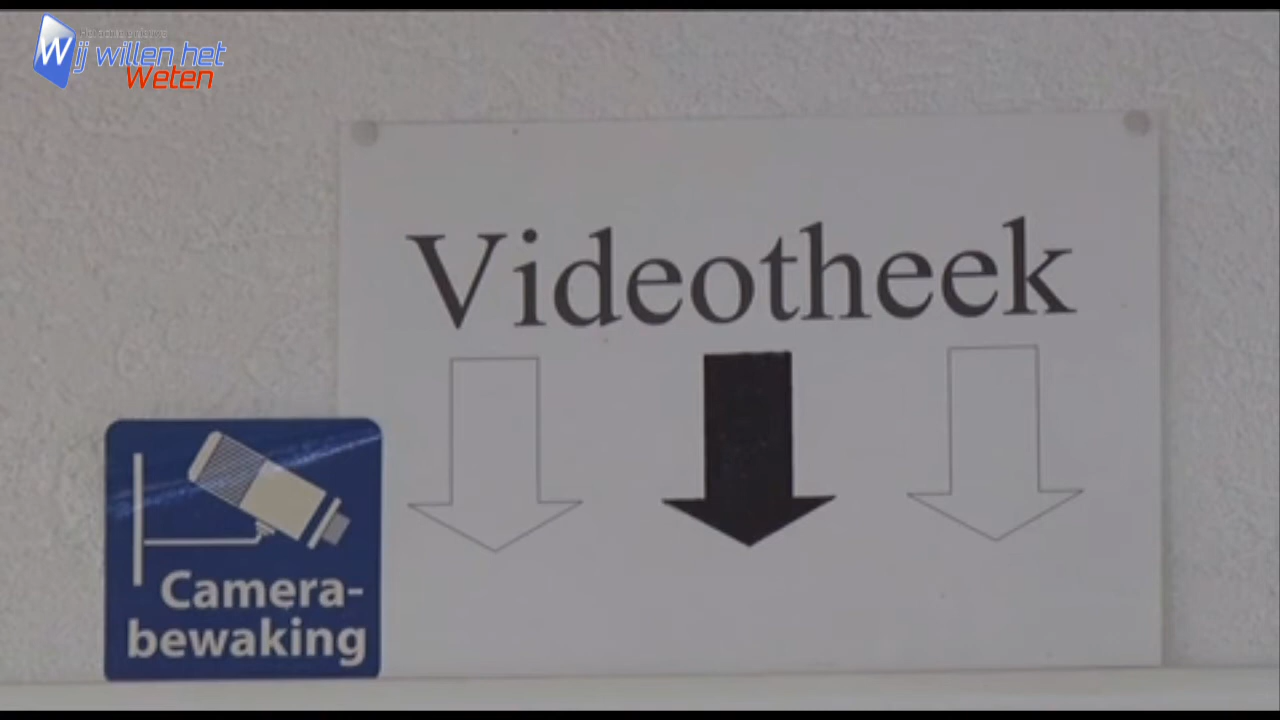 Wij willen het
Weten
Videotheek
Camera-
bewaking